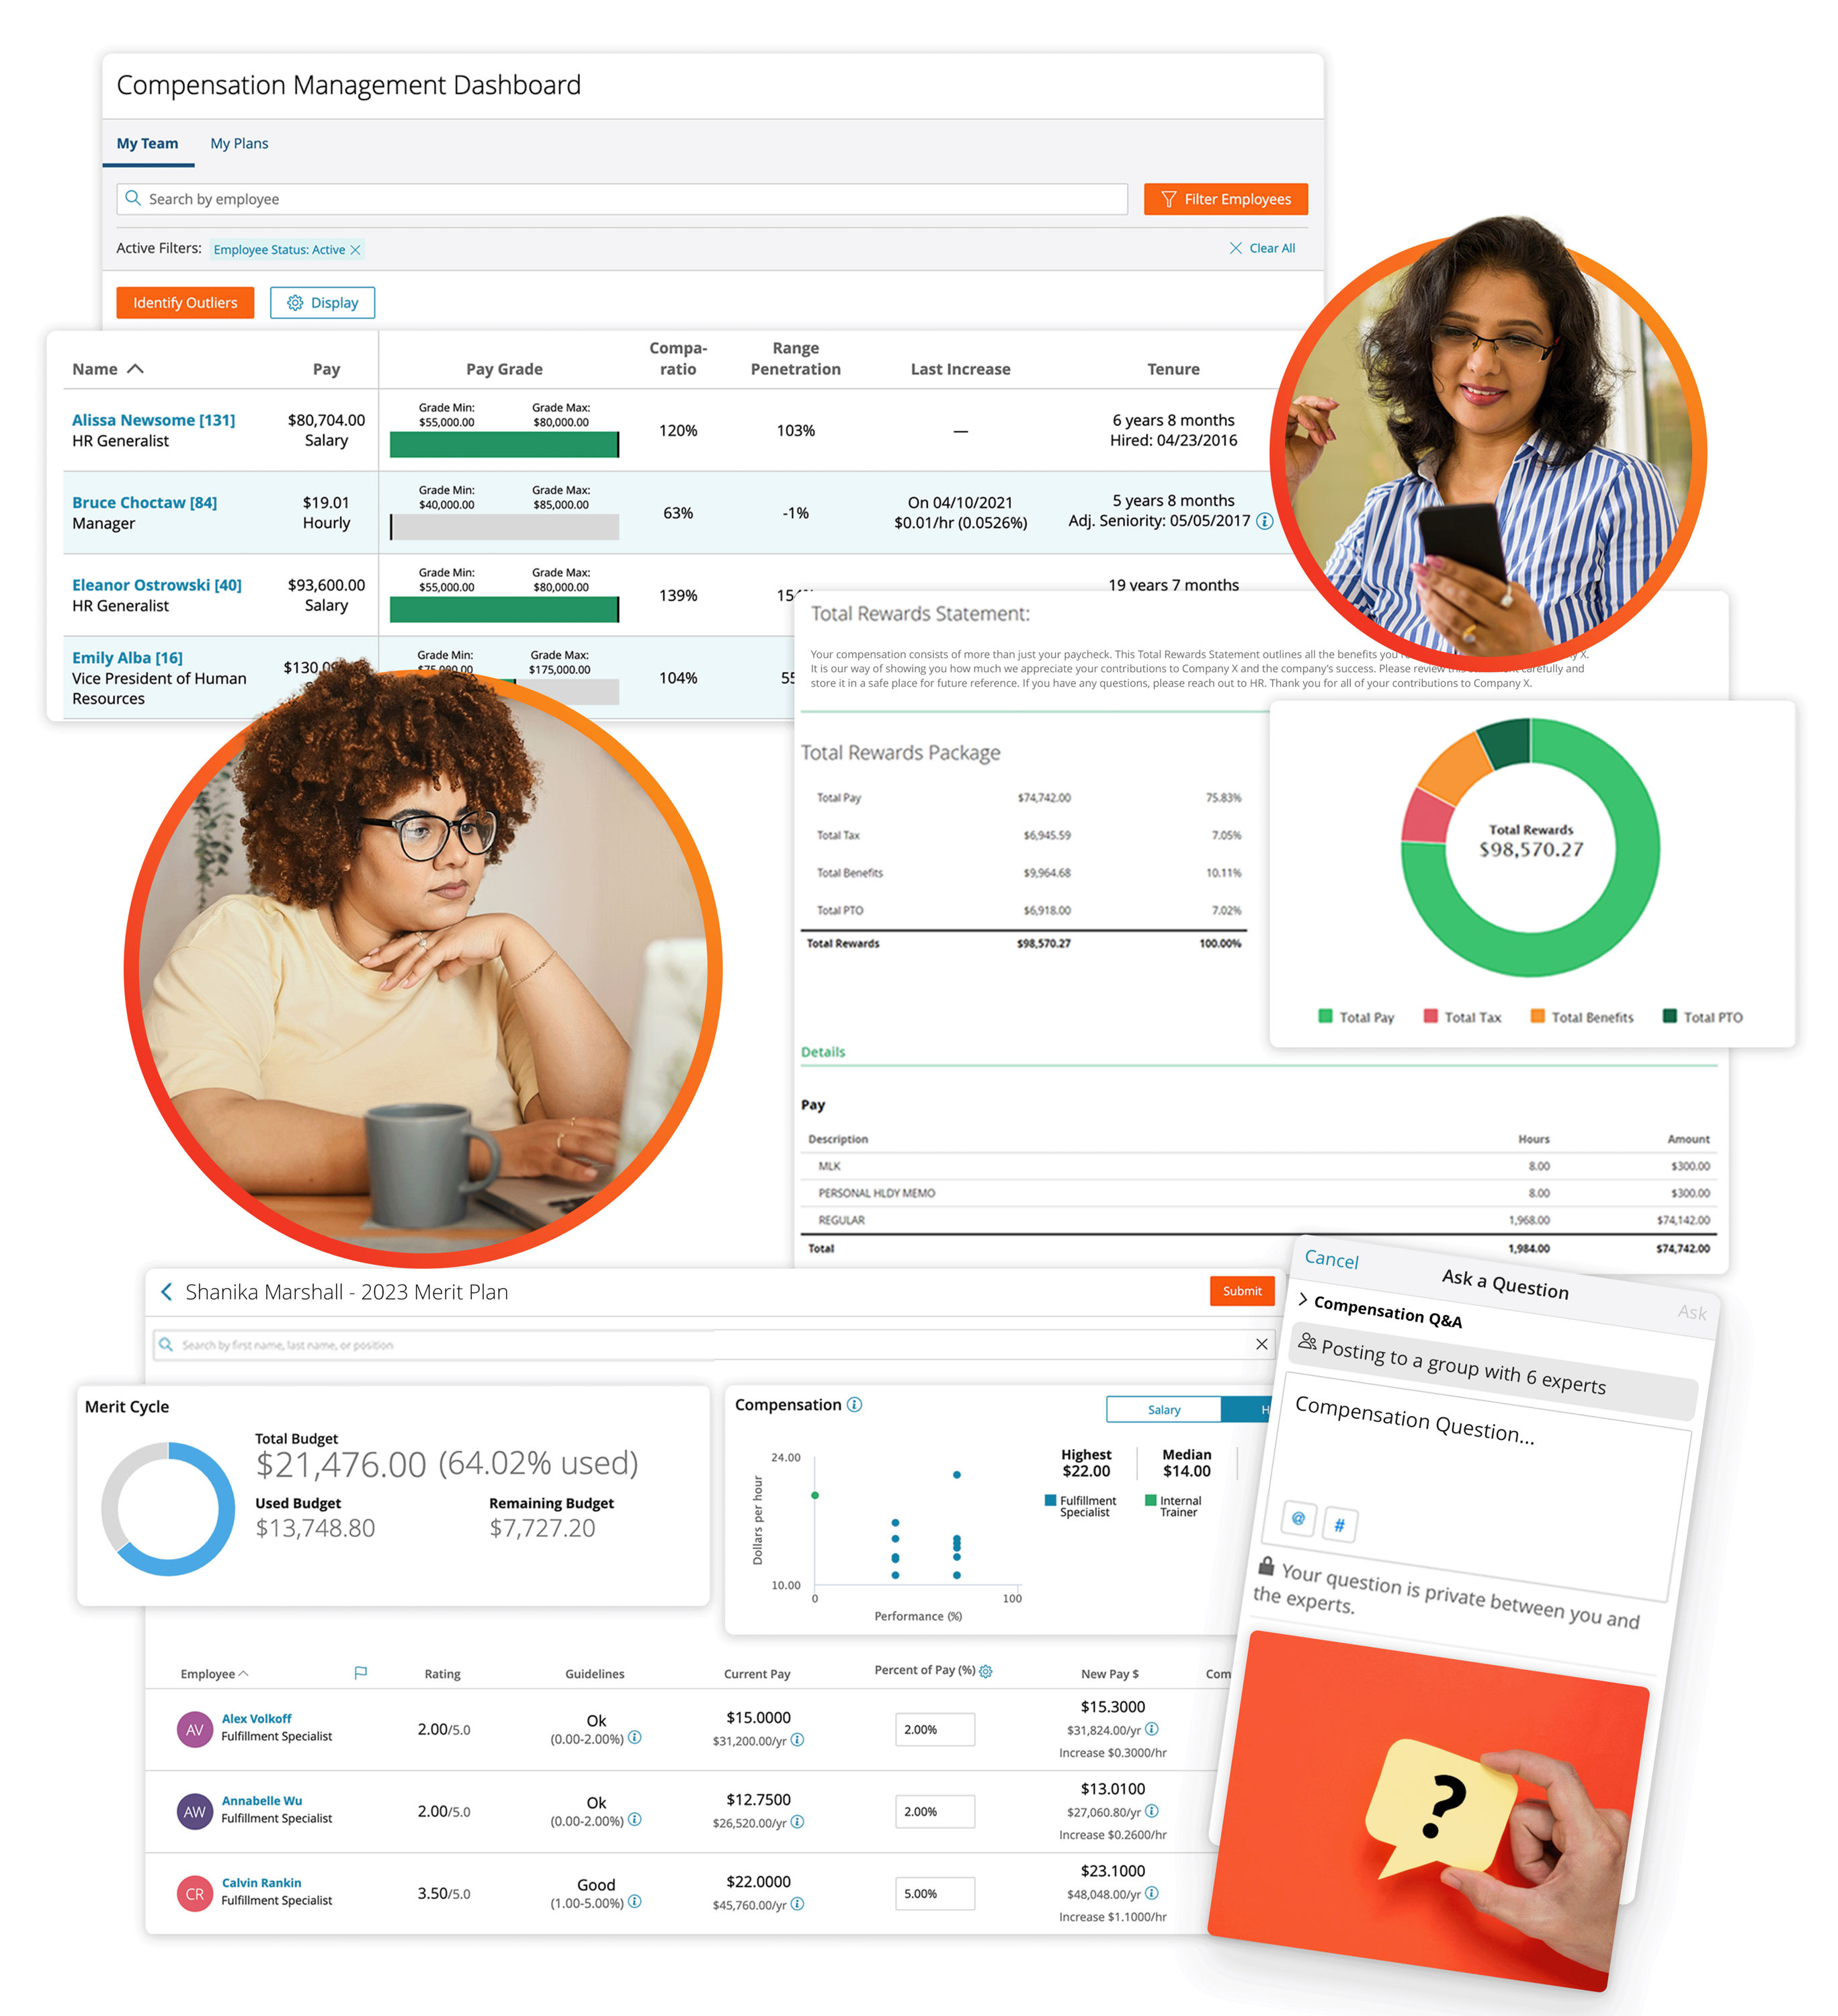 Compensation Management Dashboard
My Team My Plans
Search by employee
Filter Employees
Active Filters: Employee Status: Active
Clear All
Identify Outliers
Display
Name Pay Pay Grade Compa-ratio Range Penetration Last Increase Tenure
Alissa Newsome [131]
HR Generalist
$80,704.00
Salary
Grade Min: $55,000.00
Grade Max: $80,000.00
120%
103%
—
6 years 8 months
Hired: 04/23/2016
Bruce Choctaw [84]
Manager
$19.01
Hourly
Grade Min: $40,000.00
Grade Max: $85,000.00
63%
-1%
On 04/10/2021
$0.01/hr (0.0526%)
5 years 8 months
Adj. Seniority: 05/05/2017
Eleanor Ostrowski [40]
HR Generalist
$93,600.00
Salary
Grade Min: $55,000.00
Grade Max: $80,000.00
139%
19 years 7 months
Emily Alba [16]
Vice President of Human
Resources
Grade Min:
Grade Max: $175,000.00
104%
Total Rewards Statement:
Your compensation consists of more than just your paycheck. This Total Rewards Statement outlines all the benefits you
It is our way of showing you how much we appreciate your contributions to Company X and the company's success. Please review carefully and
store it in a safe place for future reference. If you have any questions, please reach out to HR. Thank you for all of your contributions to Company X.
Total Rewards Package
Total Pay $74,742.00 75.83%
Total Tax $6,945.59 7.05%
Total Benefits $9,964.68 10.11%
Total PTO $6,918.00 7.02%
Total Rewards $98,570.27 100.00%
Total Rewards
$98,570.27
Total Pay Total Tax Total Benefits Total PTO
Details
Pay
Description Hours Amount
MLK 8.00 $300.00
PERSONAL HLDY MEMO 8.00 $300.00
REGULAR 1,968.00 $74,142.00
Total 1,984.00 $74,742.00
Shanika Marshall - 2023 Merit Plan
Submit
Search by first name, last name, or position
Merit Cycle
Total Budget
$21,476.00 (64.02% used)
Used Budget
$13,748.80
Remaining Budget
$7,727.20
Compensation
Salary
H
Dollars per hour
24.00
10.00
0
100
Performance (%)
Highest
$22.00
Median
$14.00
Fulfillment
Specialist
Internal
Trainer
Employee Rating Guidelines Current Pay Percent of Pay (%) New Pay $
AV
Alex Volkoff
Fulfillment Specialist
2.00/5.0
Ok
(0.00-2.00%)
$15.0000
$31,200.00/yr
2.00%
$15.3000
$31,824.00/yr
Increase $0.3000/hr
AW
Annabelle Wu
Fulfillment Specialist
2.00/5.0
Ok
(0.00-2.00%)
$12.7500
$26,520.00/yr
2.00%
$13.0100
$27,060.80/yr
Increase $0.2600/hr
CR
Calvin Rankin
Fulfillment Specialist
3.50/5.0
Good
(1.00-5.00%)
$22.0000
$45,760.00/yr
5.00%
$23.1000
$48,048.00/yr
Increase $1.1000/hr
Cancel
Ask a Question
Ask
Compensation Q&A
Posting to a group with 6 experts
Compensation Question...
@ #
Your question is private between you and
the experts.
?